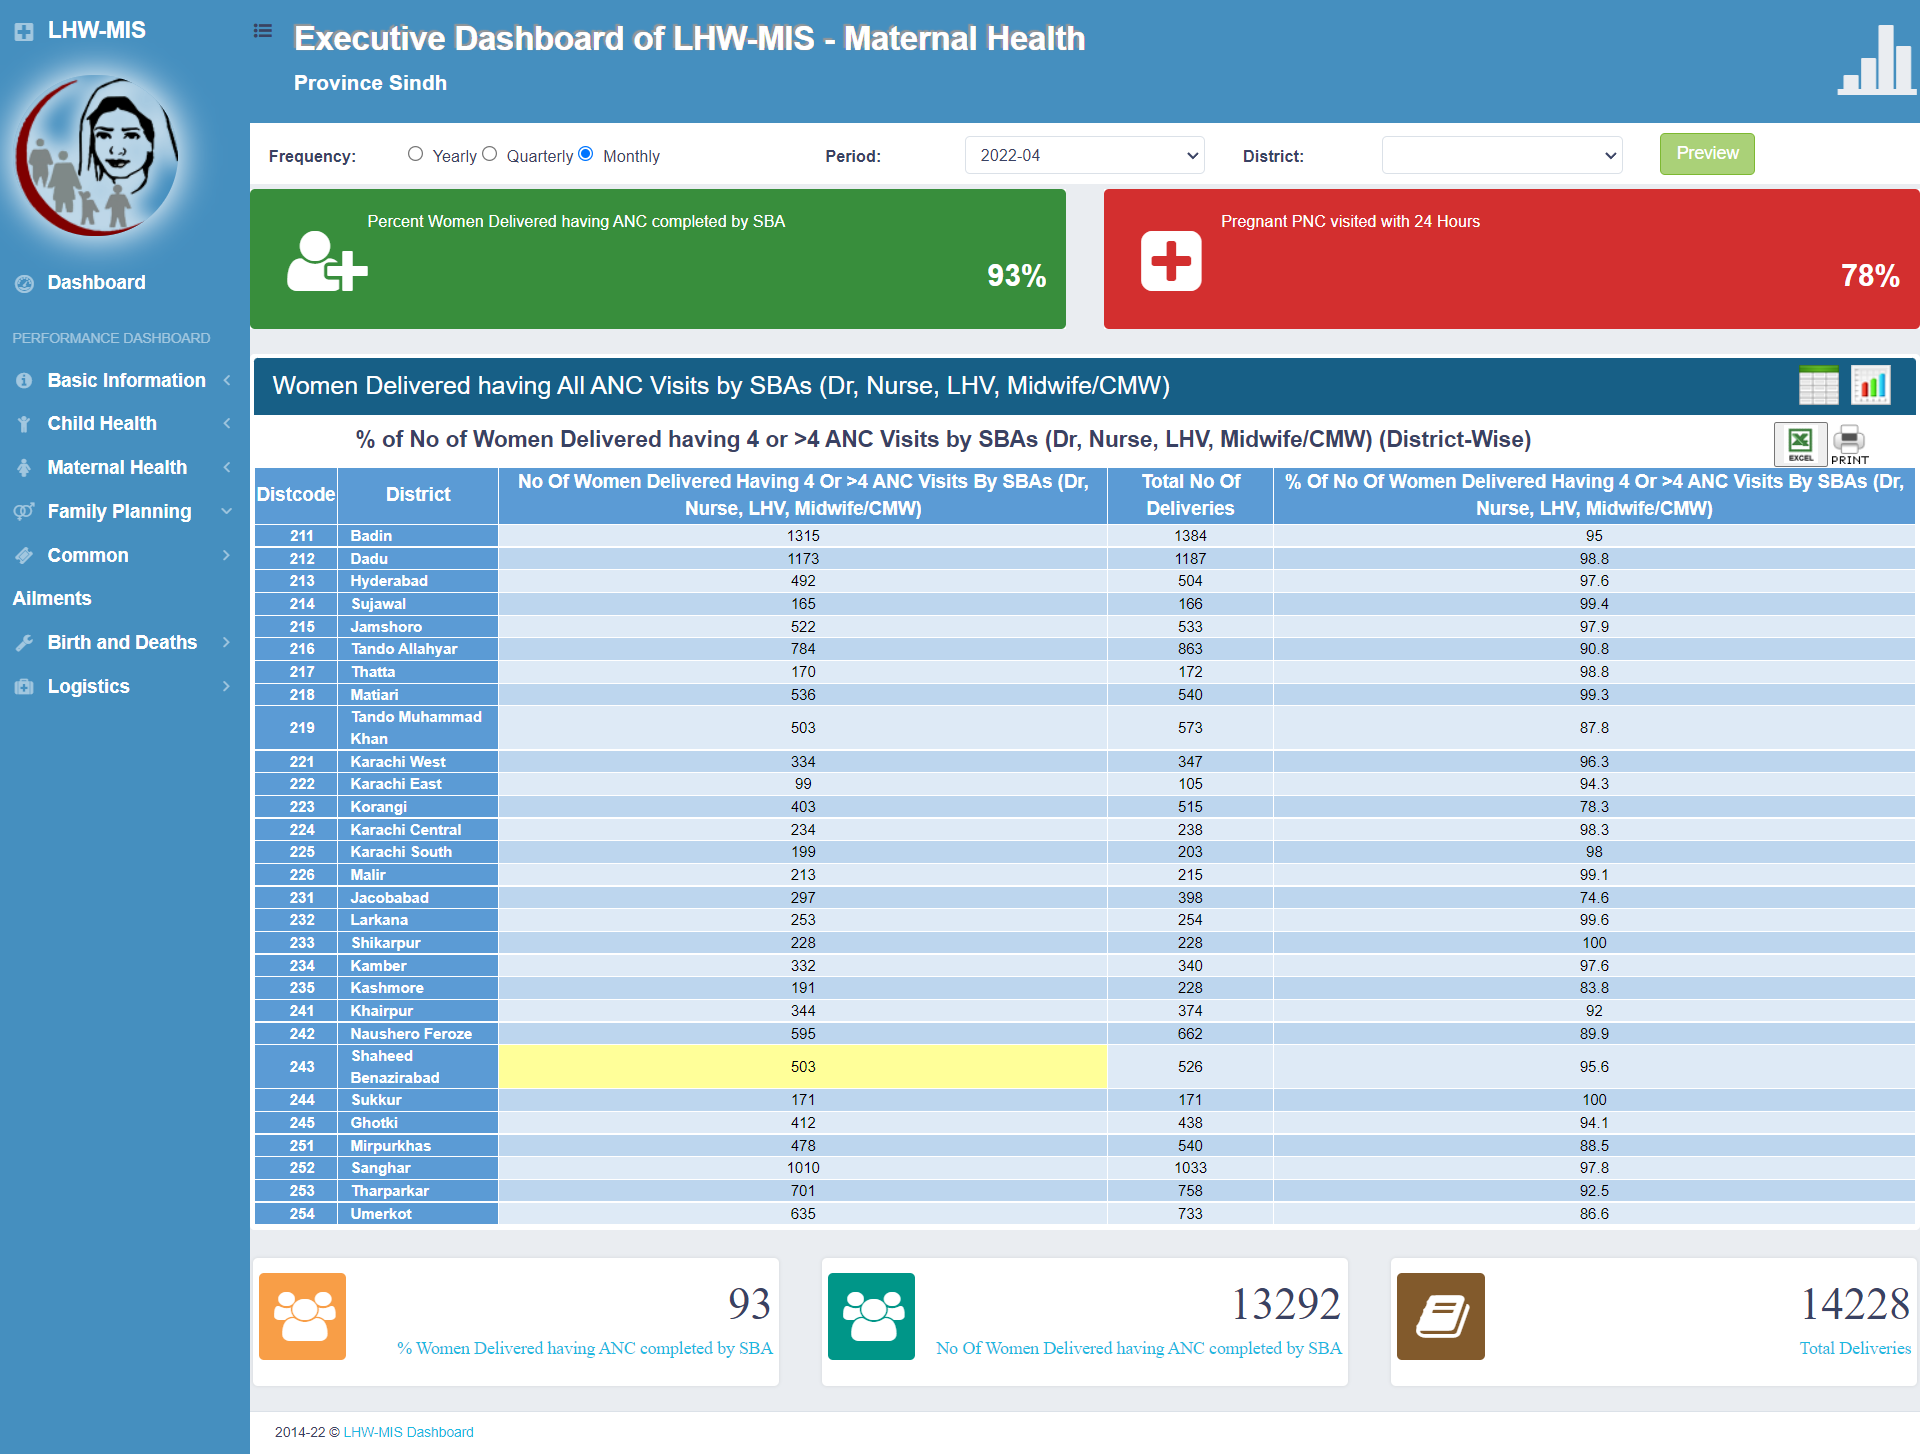 LHW-MIS
Executive Dashboard of LHW-MIS - Maternal Health
Province Sindh
Dashboard
PERFORMANCE DASHBOARD
Basic Information
Child Health
Maternal Health
Family Planning
Common
Ailments
Birth and Deaths
Logistics
Frequency: Yearly Quarterly Monthly Period: 2022-04 District: Preview
Percent Women Delivered having ANC completed by SBA
93%
Pregnant PNC visited with 24 Hours
78%
Women Delivered having All ANC Visits by SBAs (Dr, Nurse, LHV, Midwife/CMW)
% of No of Women Delivered having 4 or >4 ANC Visits by SBAs (Dr, Nurse, LHV, Midwife/CMW) (District-Wise)
EXCEL PRINT
Distcode District No Of Women Delivered Having 4 Or >4 ANC Visits By SBAs (Dr, Nurse, LHV, Midwife/CMW) Total No Of Deliveries % Of No Of Women Delivered Having 4 Or >4 ANC Visits By SBAs (Dr, Nurse, LHV, Midwife/CMW)
211 Badin 1315 1384 95
212 Dadu 1173 1187 98.8
213 Hyderabad 492 504 97.6
214 Sujawal 165 166 99.4
215 Jamshoro 522 533 97.9
216 Tando Allahyar 784 863 90.8
217 Thatta 170 172 98.8
218 Matiari 536 540 99.3
219 Tando Muhammad Khan 503 573 87.8
221 Karachi West 334 347 96.3
222 Karachi East 99 105 94.3
223 Korangi 403 515 78.3
224 Karachi Central 234 238 98.3
225 Karachi South 199 203 98
226 Malir 213 215 99.1
231 Jacobabad 297 398 74.6
232 Larkana 253 254 99.6
233 Shikarpur 228 228 100
234 Kamber 332 340 97.6
235 Kashmore 191 228 83.8
241 Khairpur 344 374 92
242 Naushero Feroze 595 662 89.9
243 Shaheed Benazirabad 503 526 95.6
244 Sukkur 171 171 100
245 Ghotki 412 438 94.1
251 Mirpurkhas 478 540 88.5
252 Sanghar 1010 1033 97.8
253 Tharparkar 701 758 92.5
254 Umerkot 635 733 86.6
93
% Women Delivered having ANC completed by SBA
13292
No Of Women Delivered having ANC completed by SBA
14228
Total Deliveries
2014-22 © LHW-MIS Dashboard